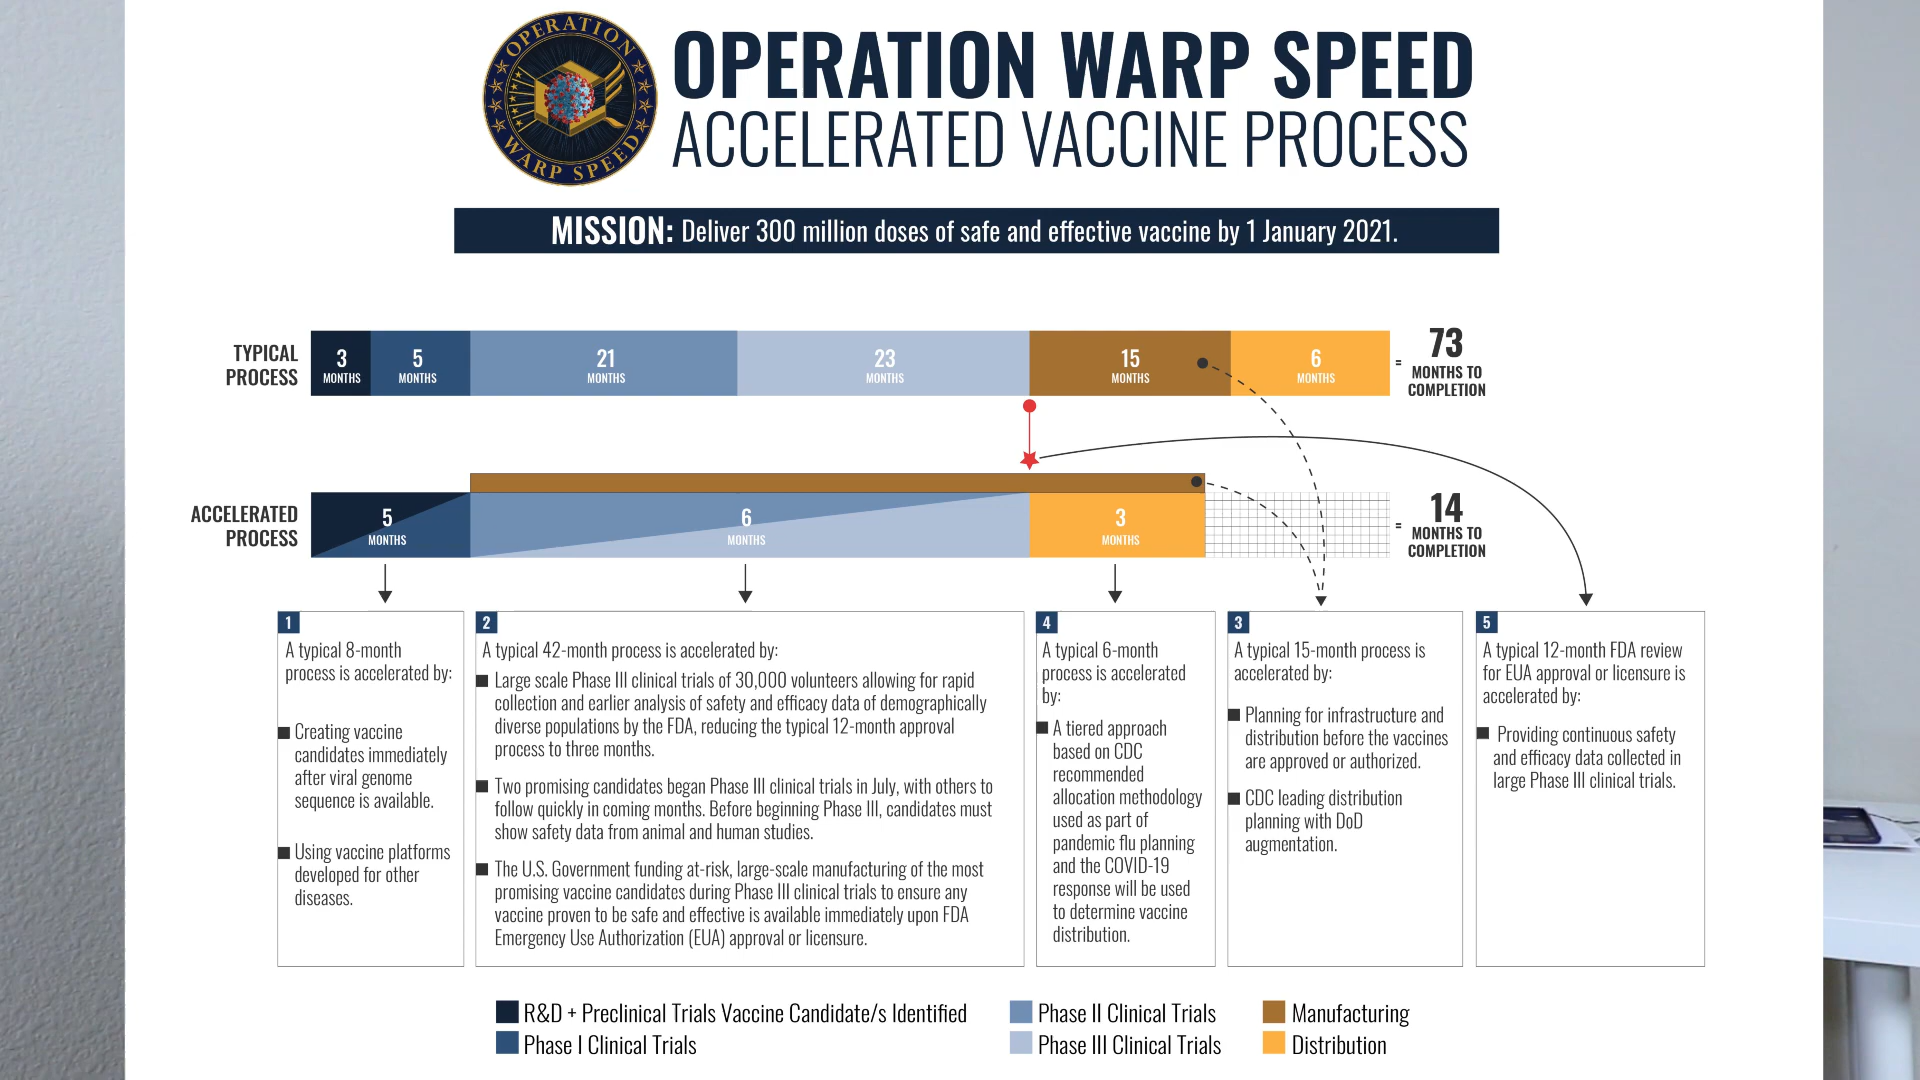 OPERATION
WARP SPEED
OPERATION WARP SPEED
ACCELERATED VACCINE PROCESS
MISSION: Deliver 300 million doses of safe and effective vaccine by 1 January 2021.
TYPICAL
PROCESS
3
MONTHS
5
MONTHS
21
MONTHS
23
MONTHS
15
MONTHS
6
MONTHS
=
73
MONTHS TO
COMPLETION
ACCELERATED
PROCESS
5
MONTHS
6
MONTHS
3
MONTHS
=
14
MONTHS TO
COMPLETION
1
A typical 8-month
process is accelerated by:
Creating vaccine
candidates immediately
after viral genome
sequence is available.
Using vaccine platforms
developed for other
diseases.
2
A typical 42-month process is accelerated by:
Large scale Phase III clinical trials of 30,000 volunteers allowing for rapid
collection and earlier analysis of safety and efficacy data of demographically
diverse populations by the FDA, reducing the typical 12-month approval
process to three months.
Two promising candidates began Phase III clinical trials in July, with others to
follow quickly in coming months. Before beginning Phase III, candidates must
show safety data from animal and human studies.
The U.S. Government funding at-risk, large-scale manufacturing of the most
promising vaccine candidates during Phase III clinical trials to ensure any
vaccine proven to be safe and effective is available immediately upon FDA
Emergency Use Authorization (EUA) approval or licensure.
4
A typical 6-month
process is accelerated
by:
A tiered approach
based on CDC
recommended
allocation methodology
used as part of
pandemic flu planning
and the COVID-19
response will be used
to determine vaccine
distribution.
3
A typical 15-month process is
accelerated by:
Planning for infrastructure and
distribution before the vaccines
are approved or authorized.
CDC leading distribution
planning with DoD
augmentation.
5
A typical 12-month FDA review
for EUA approval or licensure is
accelerated by:
Providing continuous safety
and efficacy data collected in
large Phase III clinical trials.
R&D + Preclinical Trials Vaccine Candidate/s Identified
Phase I Clinical Trials
Phase II Clinical Trials
Phase III Clinical Trials
Manufacturing
Distribution